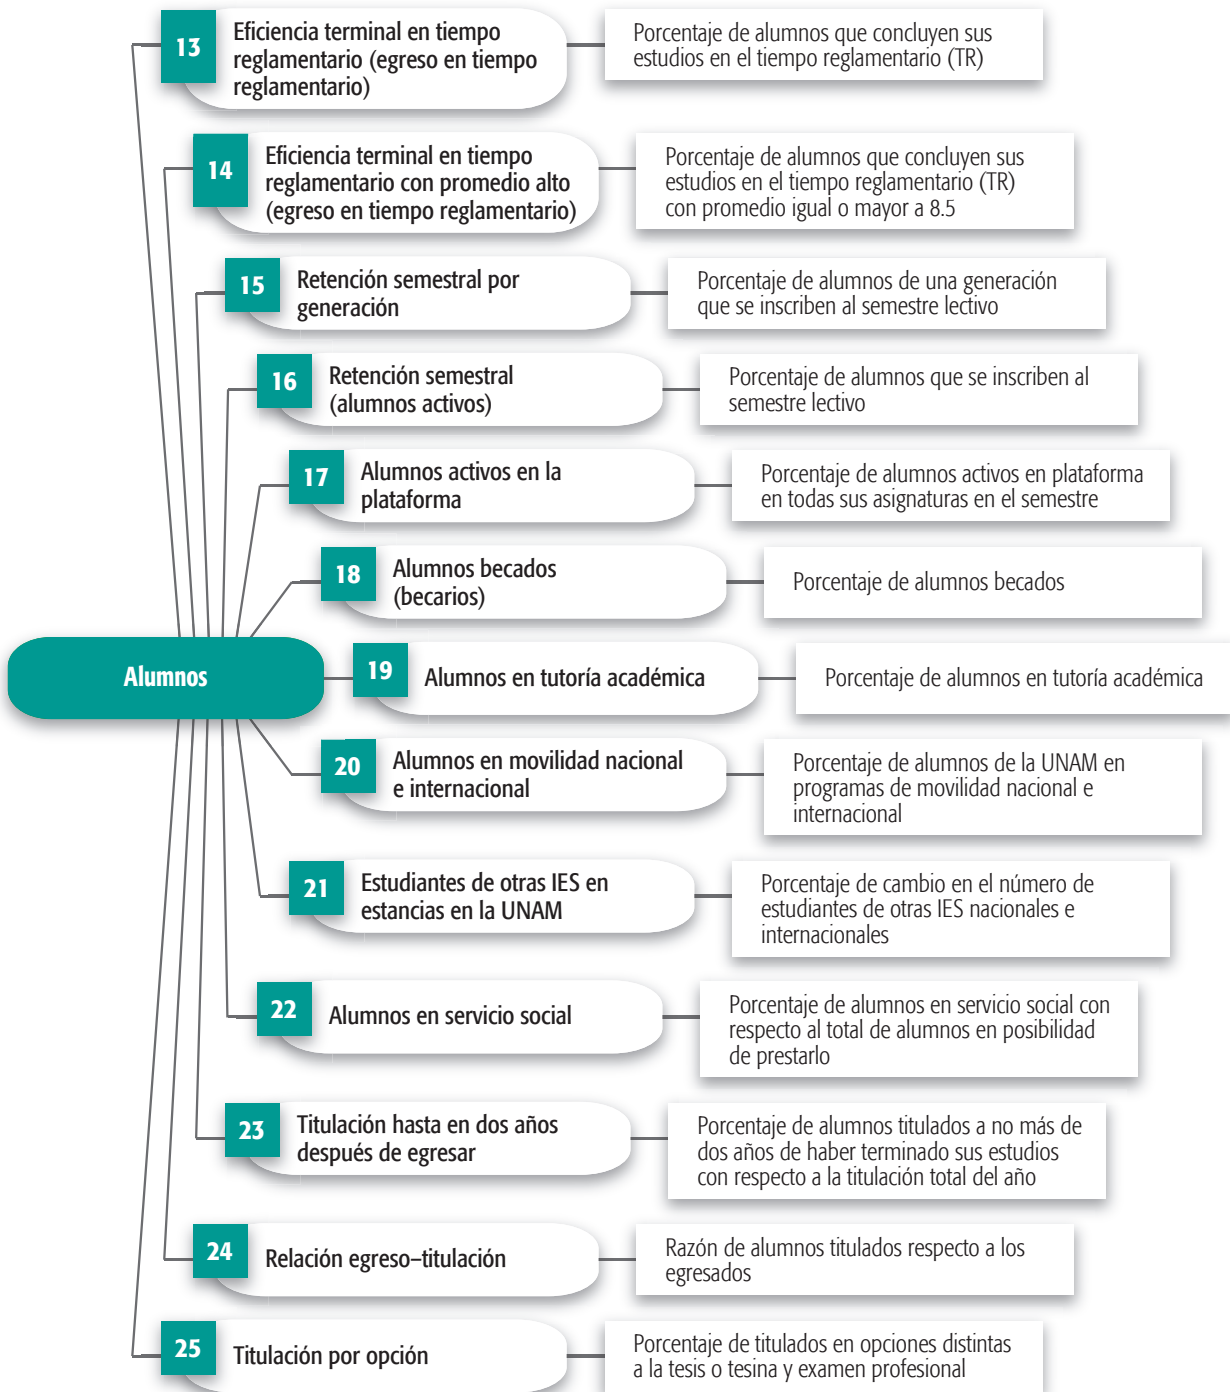 13
Eficiencia terminal en tiempo
reglamentario (egreso en tiempo
reglamentario)
Porcentaje de alumnos que concluyen sus
estudios en el tiempo reglamentario (TR)
14
Eficiencia terminal en tiempo
reglamentario con promedio alto
(egreso en tiempo reglamentario)
Porcentaje de alumnos que concluyen sus
estudios en el tiempo reglamentario (TR)
con promedio igual o mayor a 8.5
15
Retención semestral por
generación
Porcentaje de alumnos de una generación
que se inscriben al semestre lectivo
16
Retención semestral
(alumnos activos)
Porcentaje de alumnos que se inscriben al
semestre lectivo
17
Alumnos activos en la
plataforma
Porcentaje de alumnos activos en plataforma
en todas sus asignaturas en el semestre
18
Alumnos becados
(becarios)
Porcentaje de alumnos becados
Alumnos
19
Alumnos en tutoría académica
Porcentaje de alumnos en tutoría académica
20
Alumnos en movilidad nacional
e internacional
Porcentaje de alumnos de la UNAM en
programas de movilidad nacional e
internacional
21
Estudiantes de otras IES en
estancias en la UNAM
Porcentaje de cambio en el número de
estudiantes de otras IES nacionales e
internacionales
22
Alumnos en servicio social
Porcentaje de alumnos en servicio social con
respecto al total de alumnos en posibilidad
de prestarlo
23
Titulación hasta en dos años
después de egresar
Porcentaje de alumnos titulados a no más de
dos años de haber terminado sus estudios
con respecto a la titulación total del año
24
Relación egreso–titulación
Razón de alumnos titulados respecto a los
egresados
25
Titulación por opción
Porcentaje de titulados en opciones distintas
a la tesis o tesina y examen profesional